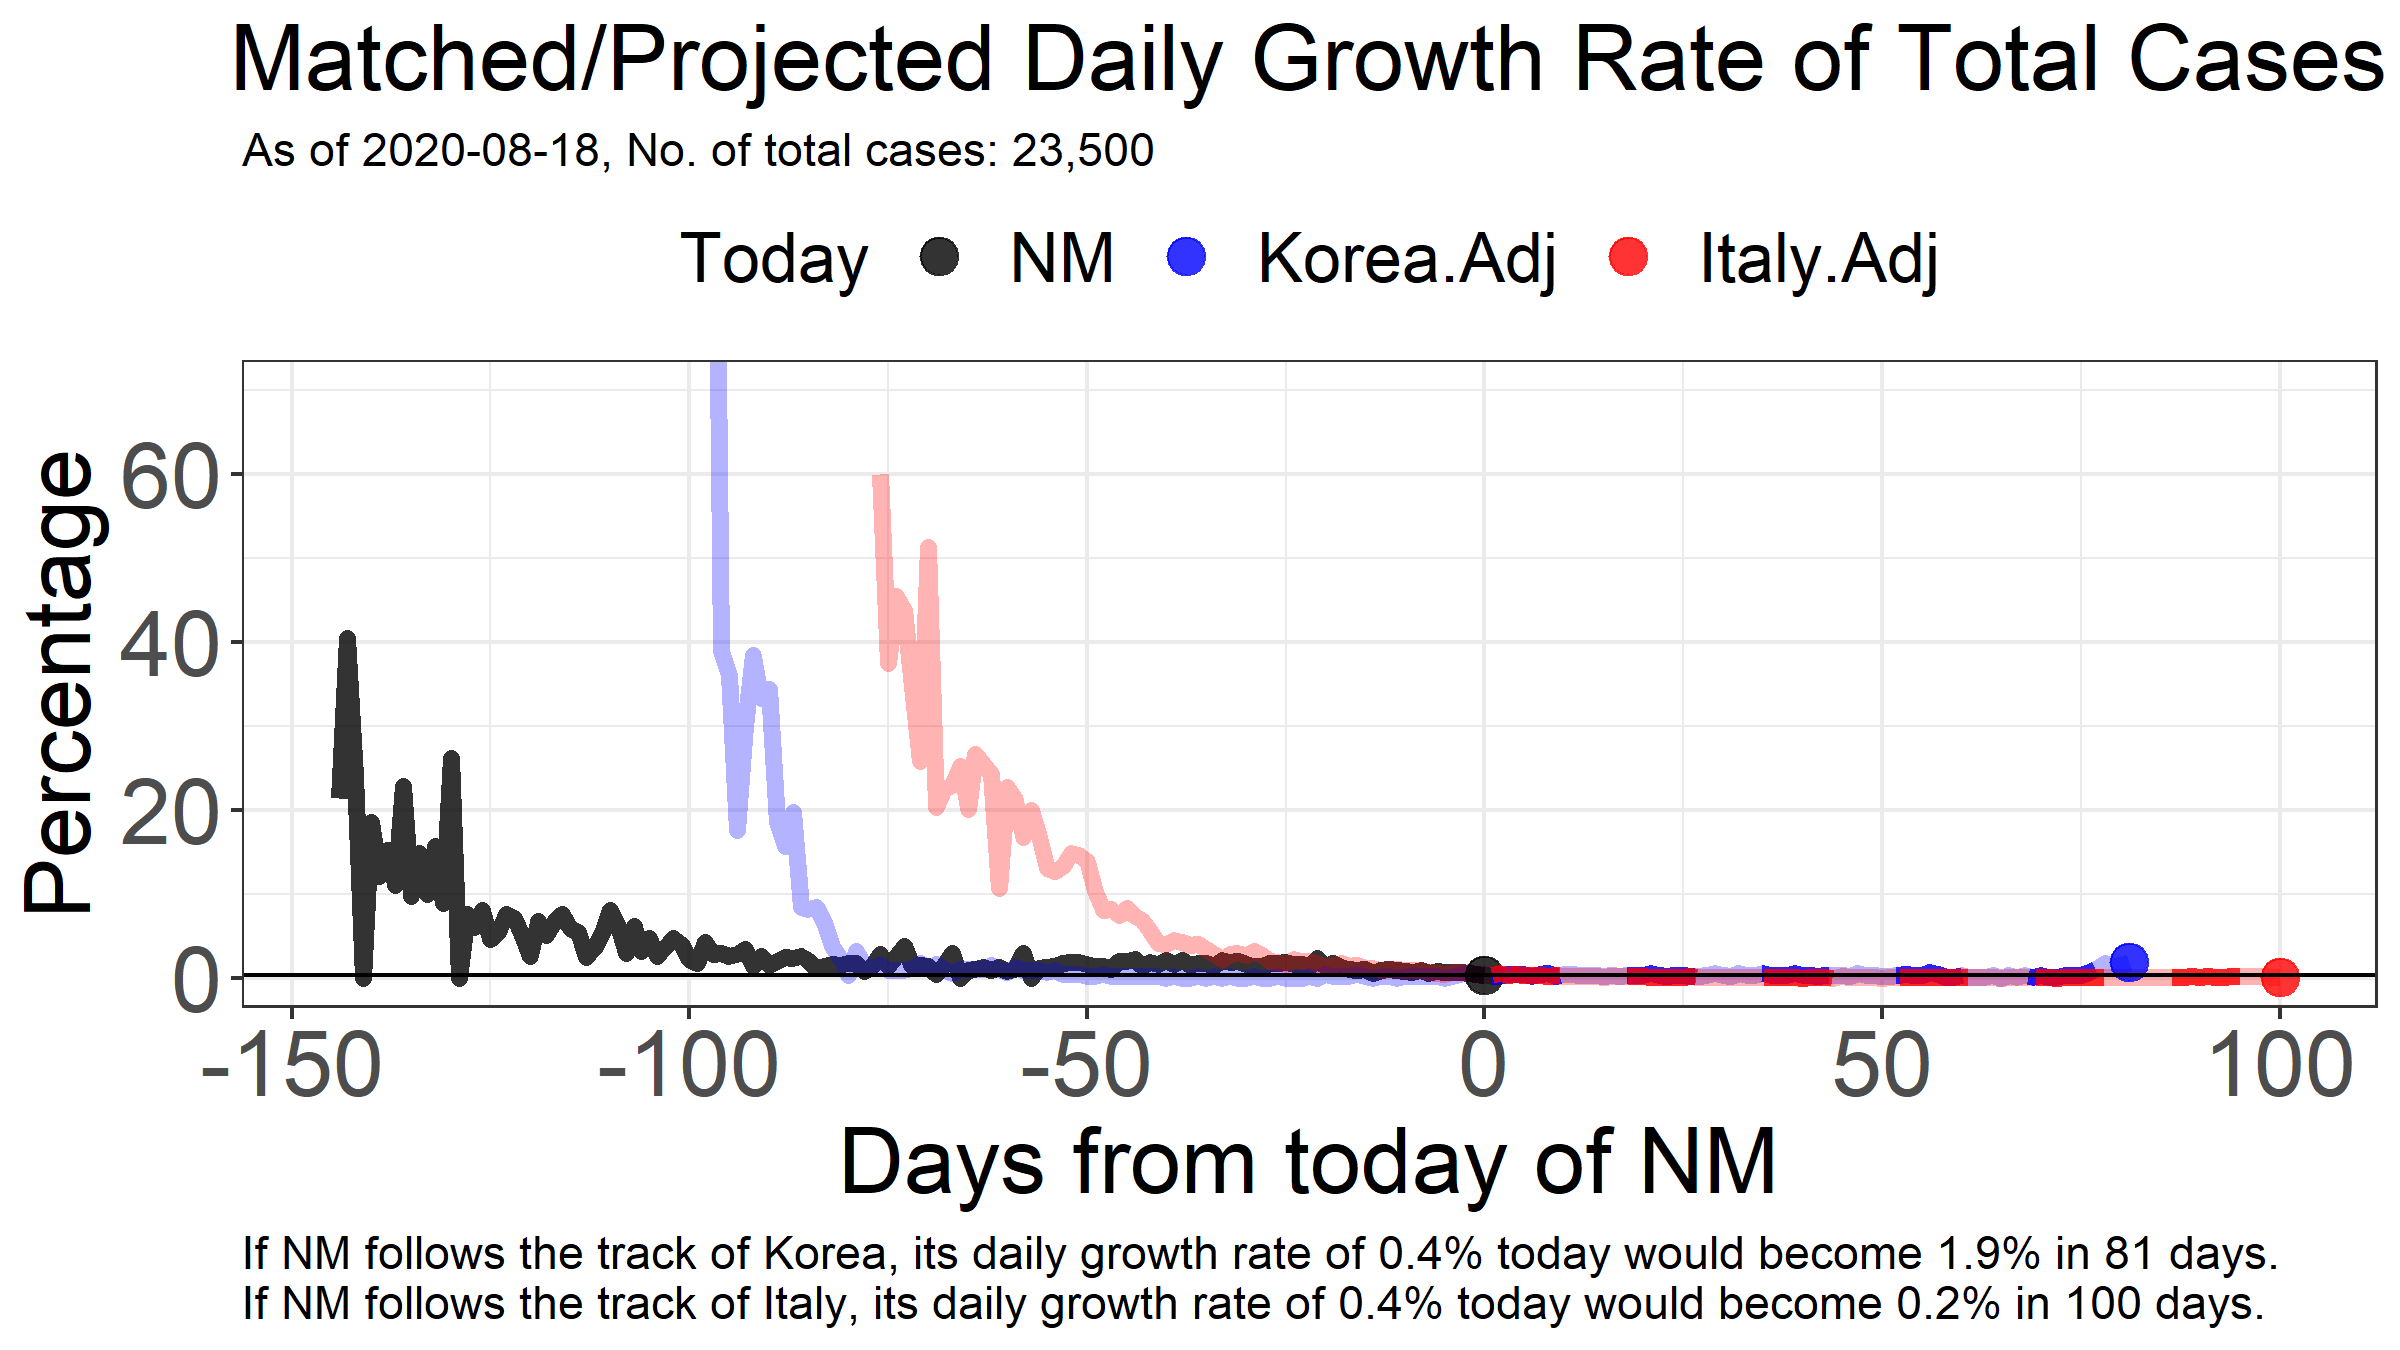 Matched/Projected Daily Growth Rate of Total Cases
As of 2020-08-18, No. of total cases: 23,500
Today NM Korea.Adj Italy.Adj
Percentage
60
40
20
0
-150 -100 -50 0 50 100
Days from today of NM
If NM follows the track of Korea, its daily growth rate of 0.4% today would become 1.9% in 81 days.
If NM follows the track of Italy, its daily growth rate of 0.4% today would become 0.2% in 100 days.